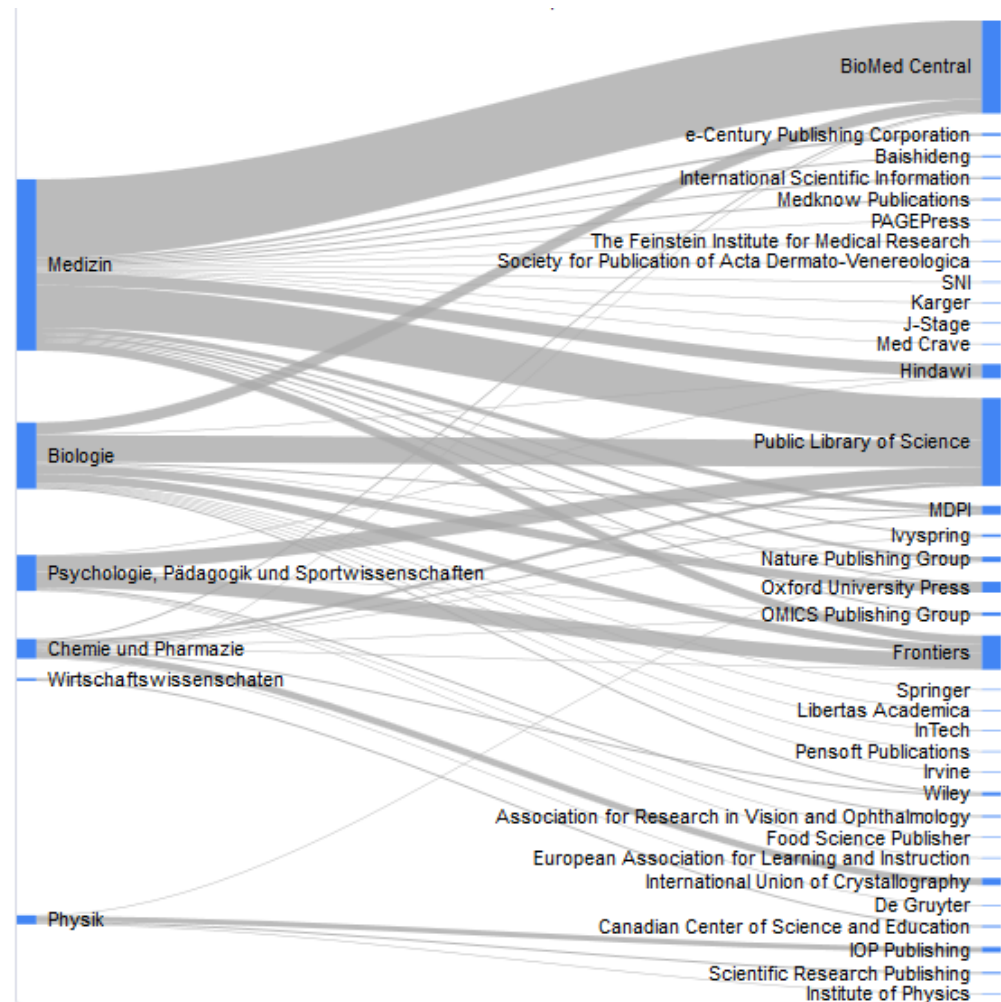 Medizin
Biologie
Psychologie, Pädagogik und Sportwissenschaften
Chemie und Pharmazie
Wirtschaftswissenschaten
Physik
BioMed Central
e-Century Publishing Corporation
Baishideng
International Scientific Information
Medknow Publications
PAGEPress
The Feinstein Institute for Medical Research
Society for Publication of Acta Dermato-Venereologica
SNI
Karger
J-Stage
Med Crave
Hindawi
Public Library of Science
MDPI
Ivyspring
Nature Publishing Group
Oxford University Press
OMICS Publishing Group
Frontiers
Springer
Libertas Academica
InTech
Pensoft Publications
Irvine
Wiley
Association for Research in Vision and Ophthalmology
Food Science Publisher
European Association for Learning and Instruction
International Union of Crystallography
De Gruyter
Canadian Center of Science and Education
IOP Publishing
Scientific Research Publishing
Institute of Physics